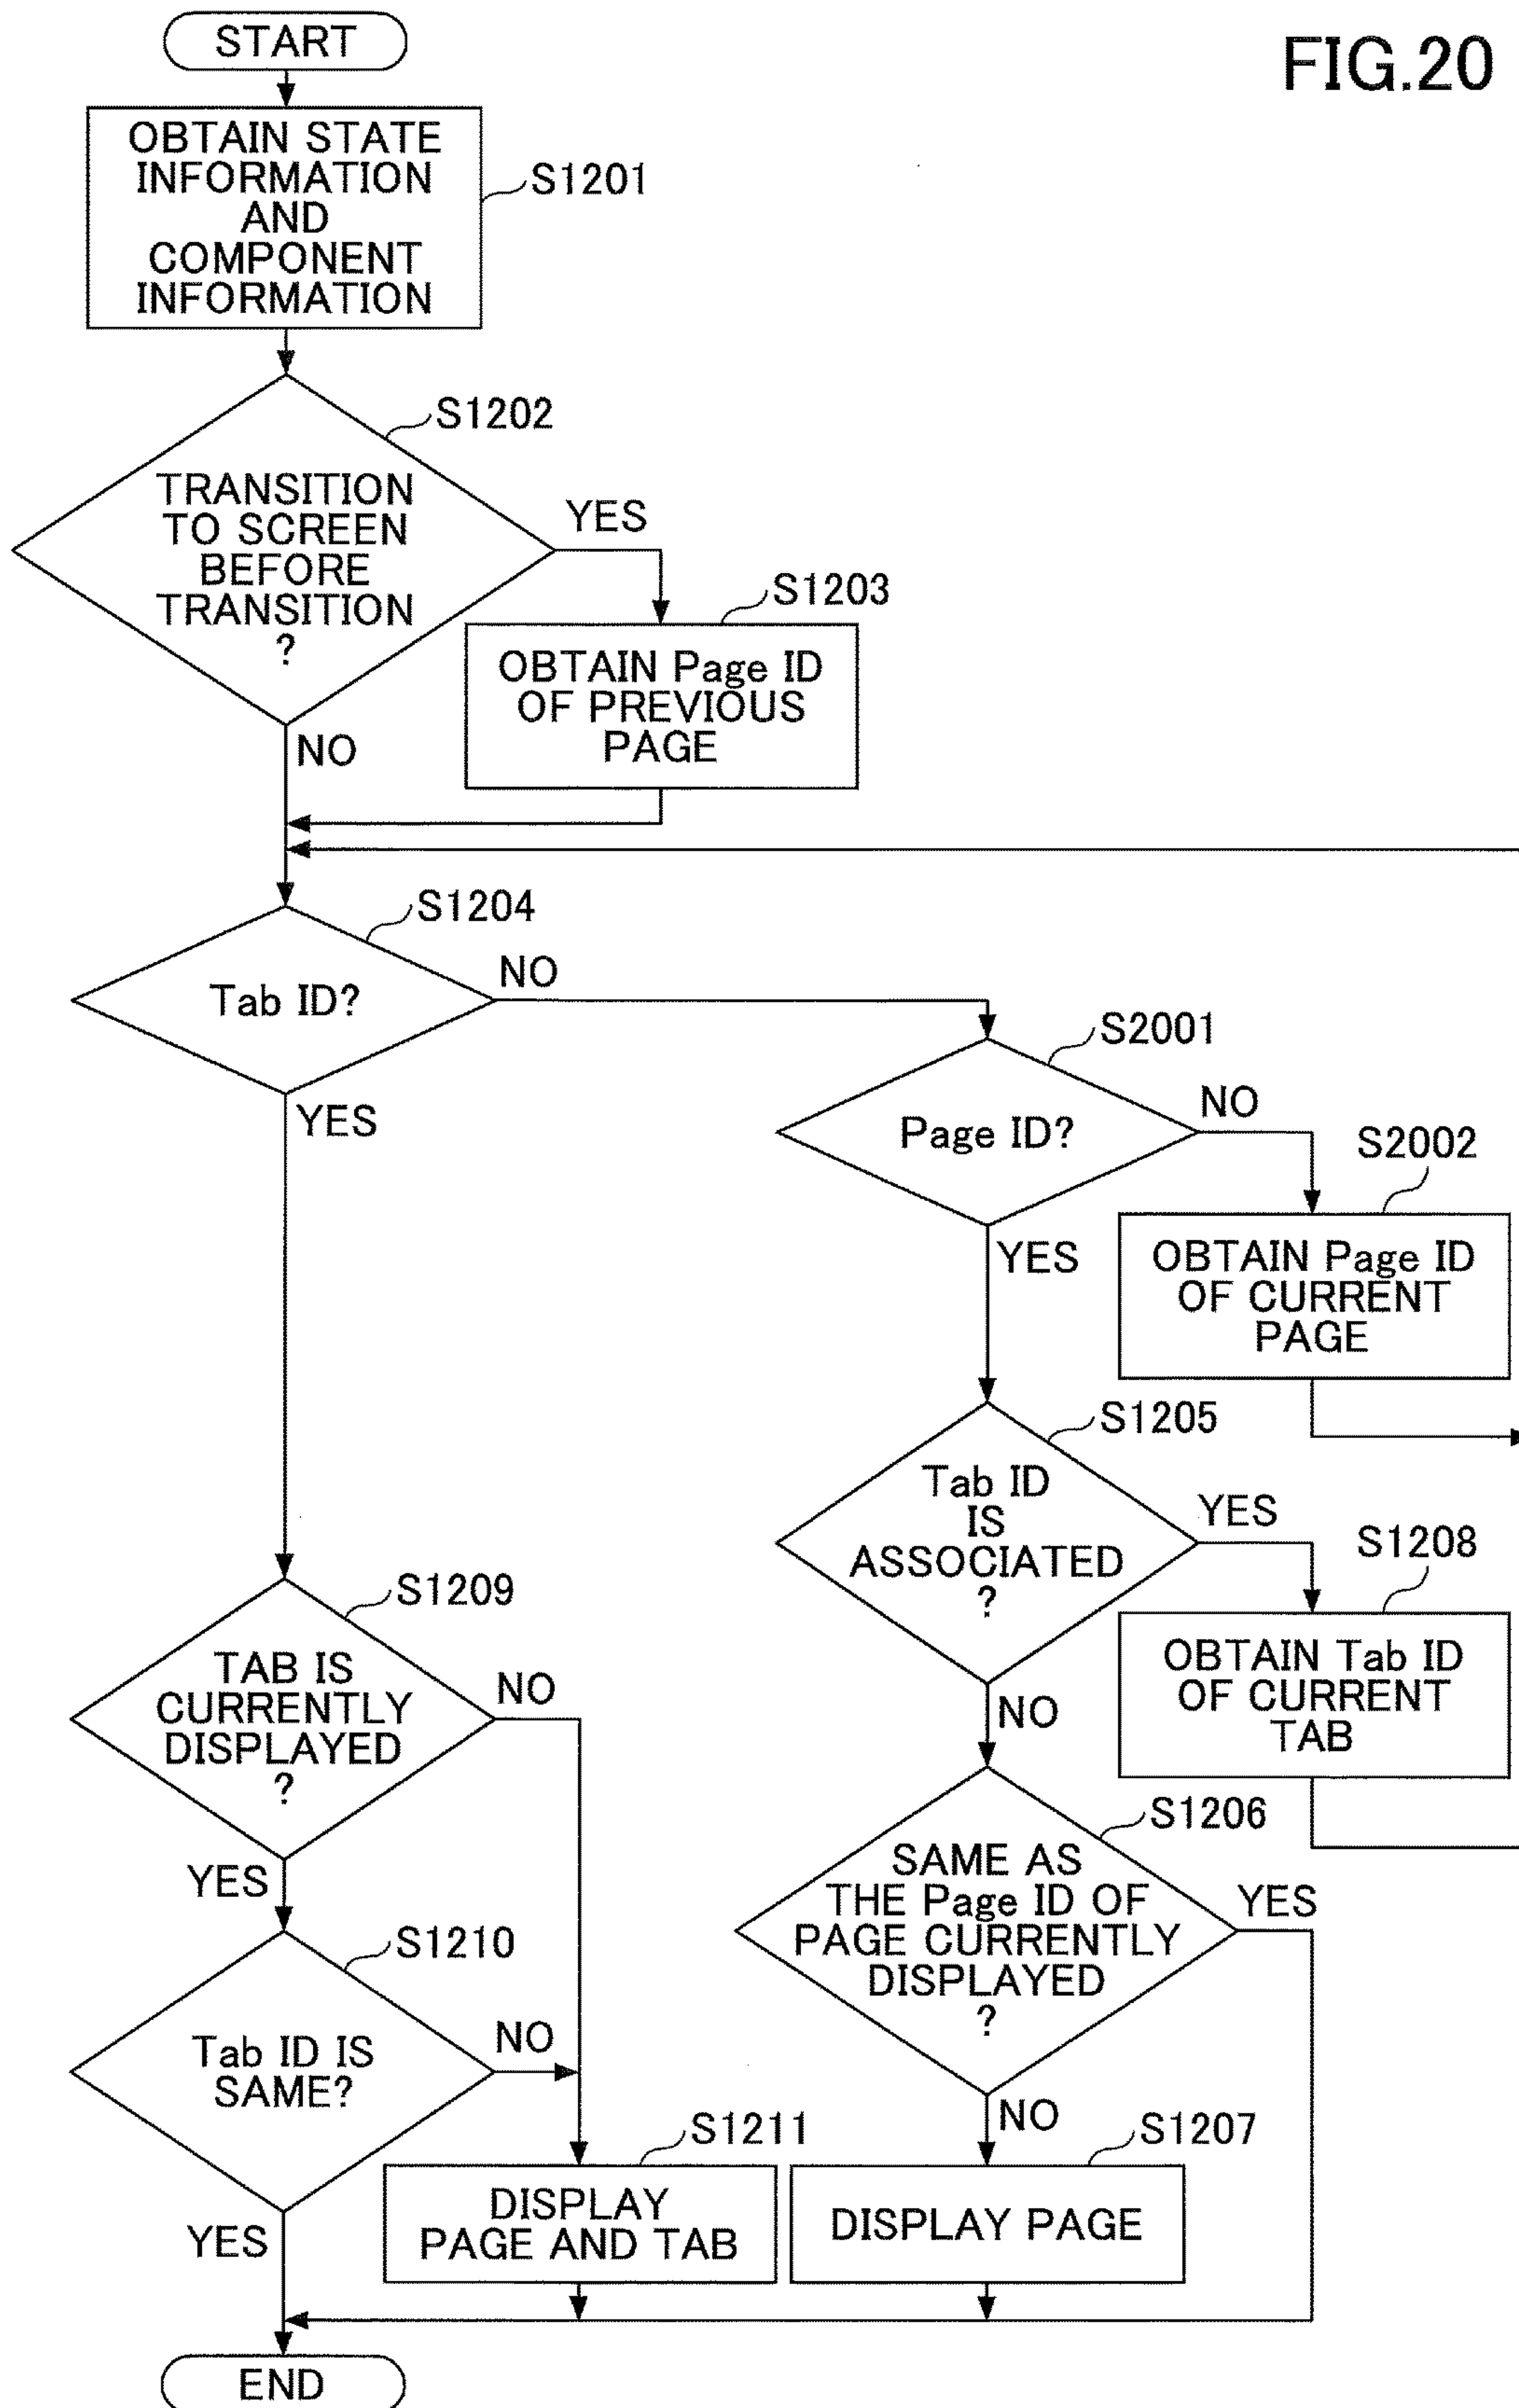 FIG.20
START
OBTAIN STATE
INFORMATION
AND
COMPONENT
INFORMATION
S1201
S1202
TRANSITION
TO SCREEN
BEFORE
TRANSITION
?
YES
NO
S1203
OBTAIN Page ID
OF PREVIOUS
PAGE
S1204
Tab ID?
NO
YES
S2001
Page ID?
NO
YES
S2002
OBTAIN Page ID
OF CURRENT
PAGE
S1205
Tab ID
IS
ASSOCIATED
?
YES
NO
S1208
OBTAIN Tab ID
OF CURRENT
TAB
S1209
TAB IS
CURRENTLY
DISPLAYED
?
NO
YES
S1206
SAME AS
THE Page ID OF
PAGE CURRENTLY
DISPLAYED
?
YES
NO
S1210
Tab ID IS
SAME?
NO
YES
S1211
DISPLAY
PAGE AND TAB
S1207
DISPLAY PAGE
END